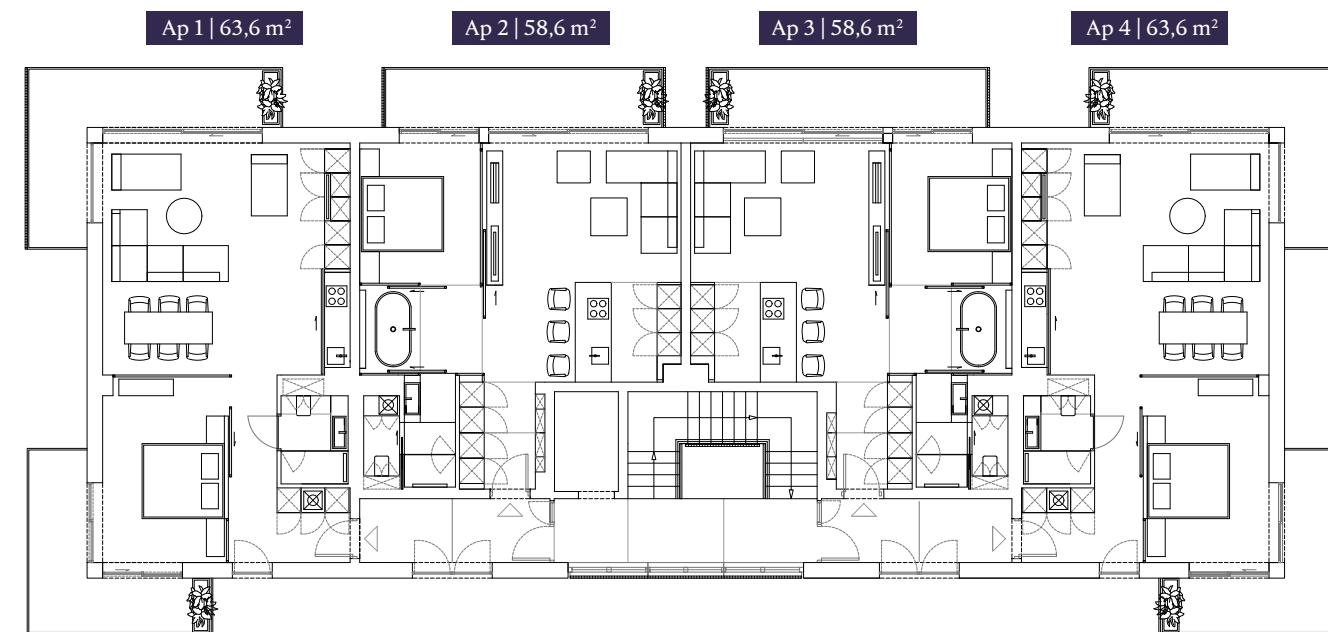 Ap 1 | 63,6 m²
Ap 2 | 58,6 m²
Ap 3 | 58,6 m²
Ap 4 | 63,6 m²